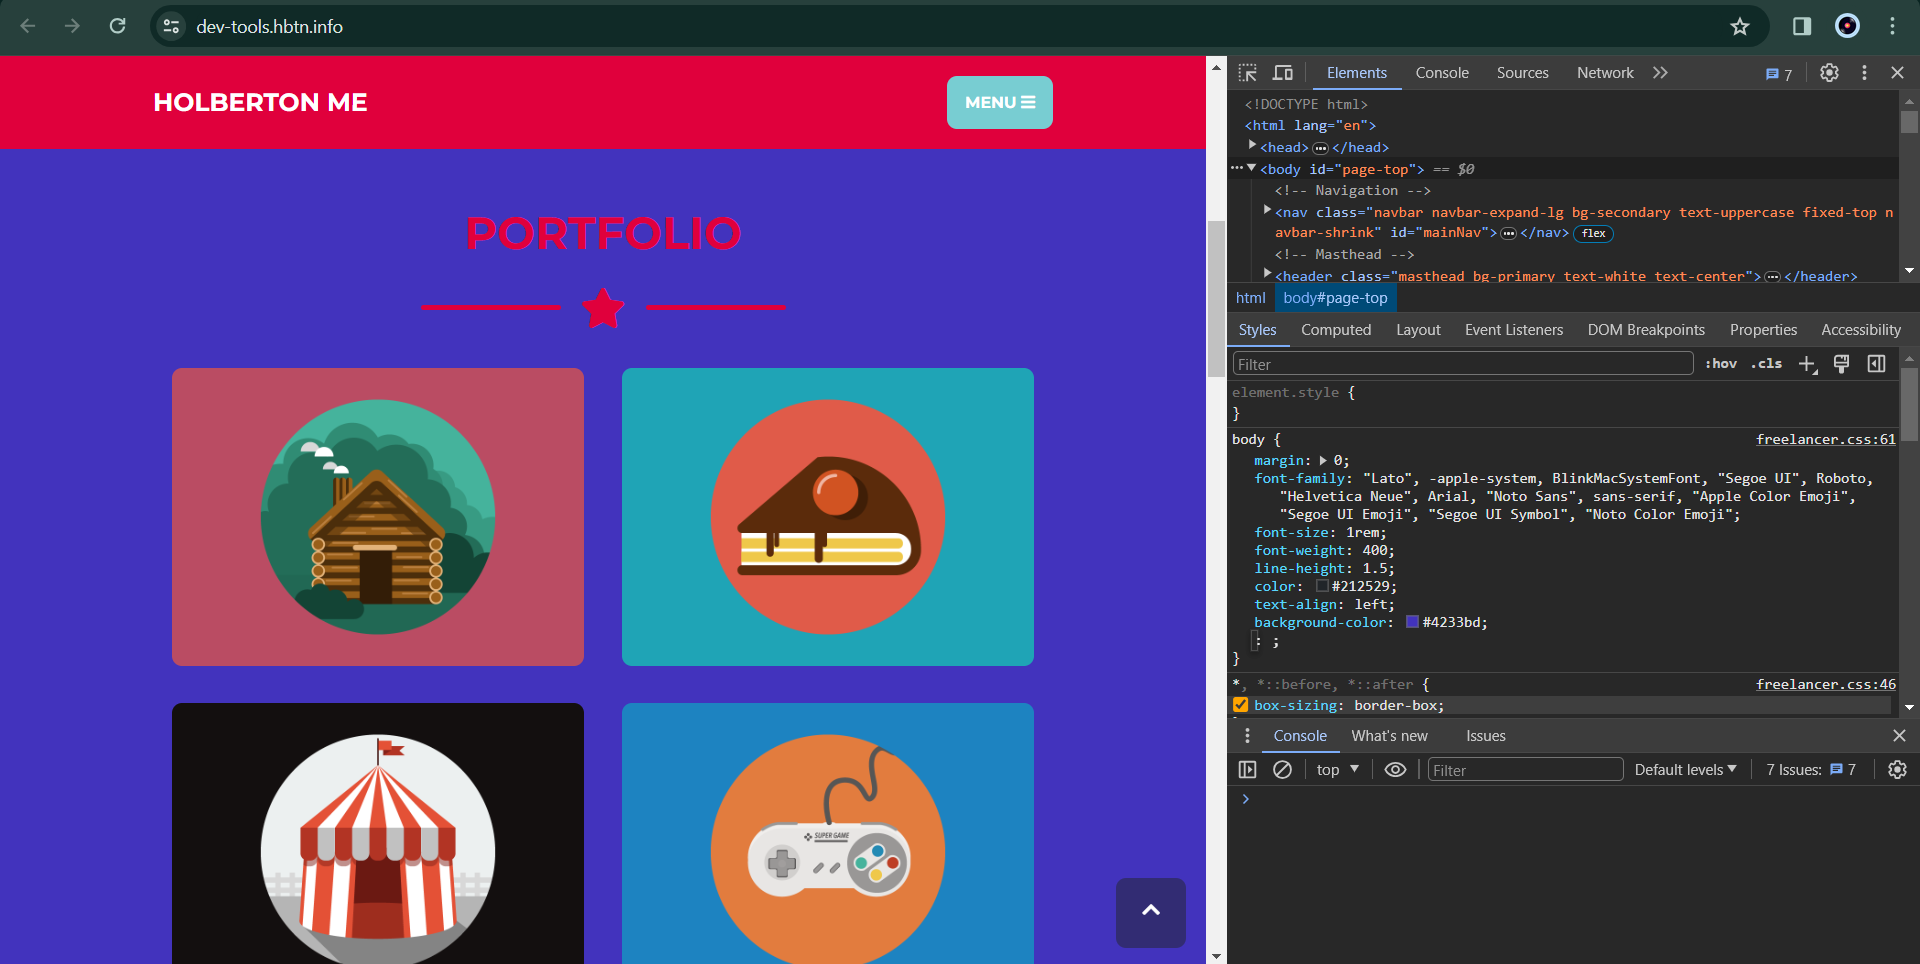 dev-tools.hbtn.info
HOLBERTON ME
MENU
PORTFOLIO
SUPER GAME
Elements Console Sources Network 7
<!DOCTYPE html>
<html lang="en">
<head> ••• </head>
••• <body id="page-top"> == $0
<!-- Navigation -->
<nav class="navbar navbar-expand-lg bg-secondary text-uppercase fixed-top n
avbar-shrink" id="mainNav"> ••• </nav> flex
<!-- Masthead -->
<header class="masthead bg-primary text-white text-center"> ••• </header>
html body#page-top
Styles Computed Layout Event Listeners DOM Breakpoints Properties Accessibility
Filter :hov .cls
element.style {
}
body { freelancer.css:61
margin: 0;
font-family: "Lato", -apple-system, BlinkMacSystemFont, "Segoe UI", Roboto,
"Helvetica Neue", Arial, "Noto Sans", sans-serif, "Apple Color Emoji",
"Segoe UI Emoji", "Segoe UI Symbol", "Noto Color Emoji";
font-size: 1rem;
font-weight: 400;
line-height: 1.5;
color: #212529;
text-align: left;
background-color: #4233bd;
: ;
}
*, *::before, *::after { freelancer.css:46
box-sizing: border-box;
Console What's new Issues
top Filter Default levels 7 Issues: 7